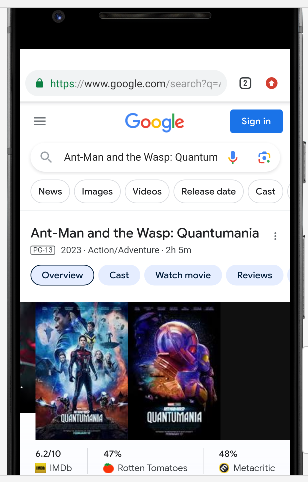 https://www.google.com/search?q=
2
Google
Sign in
Ant-Man and the Wasp: Quantum
News
Images
Videos
Release date
Cast
Ant-Man and the Wasp: Quantumania
PG-13 2023 · Action/Adventure · 2h 5m
Overview
Cast
Watch movie
Reviews
QUANTUMANIA
QUANTUMANIA
6.2/10
IMDb
47%
Rotten Tomatoes
48%
Metacritic